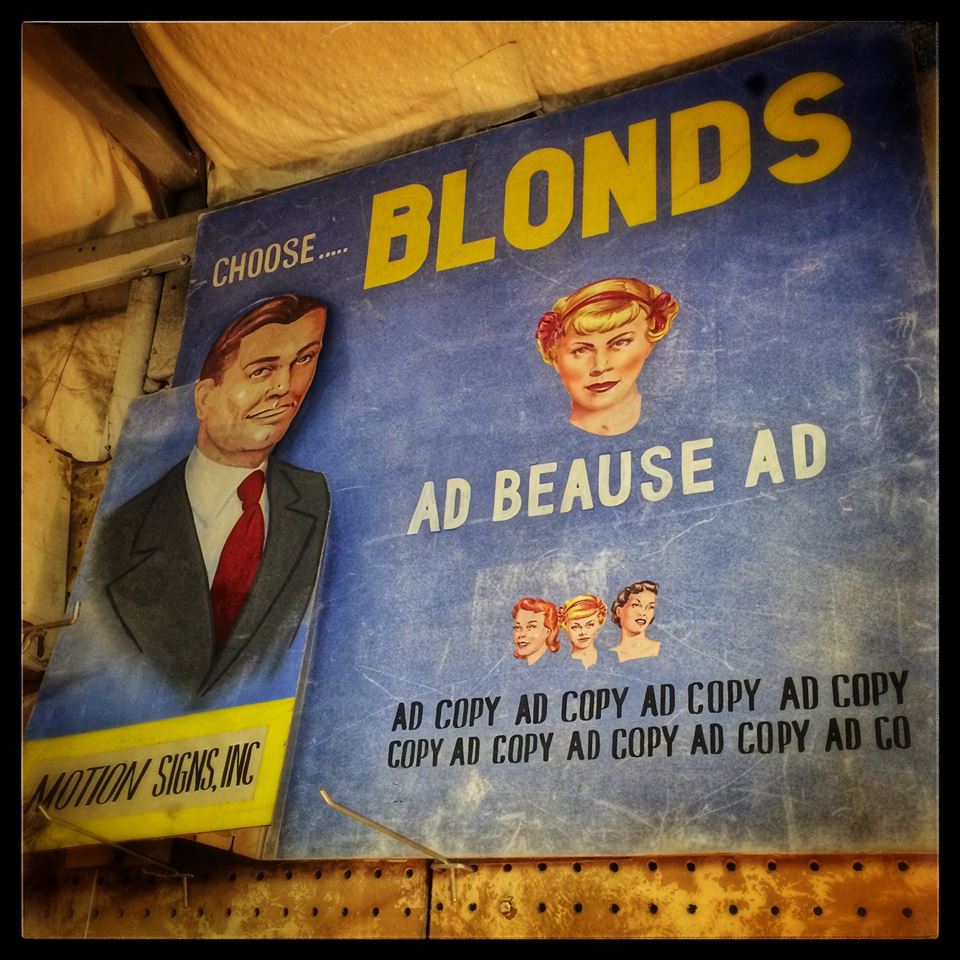 CHOOSE..... BLONDS
AD BEAUSE AD
AD COPY AD COPY AD COPY AD COPY
COPY AD COPY AD COPY AD COPY AD CO
MOTION SIGNS, INC